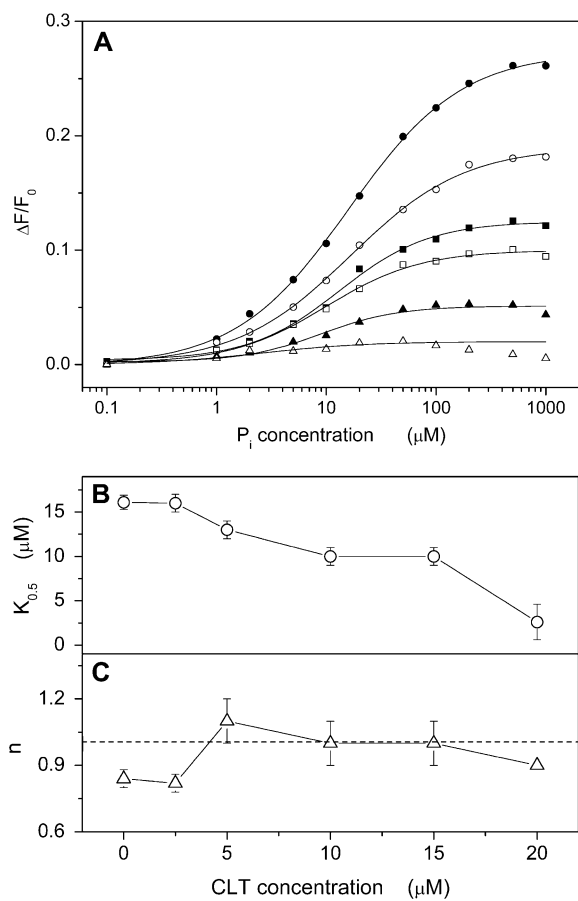 A
0.3
0.2
0.1
0.0
ΔF/F0
0.1 1 10 100 1000
Pi concentration (μM)
B
15
10
5
0
K0.5 (μM)
C
1.2
0.9
0.6
n
0 5 10 15 20
CLT concentration (μM)